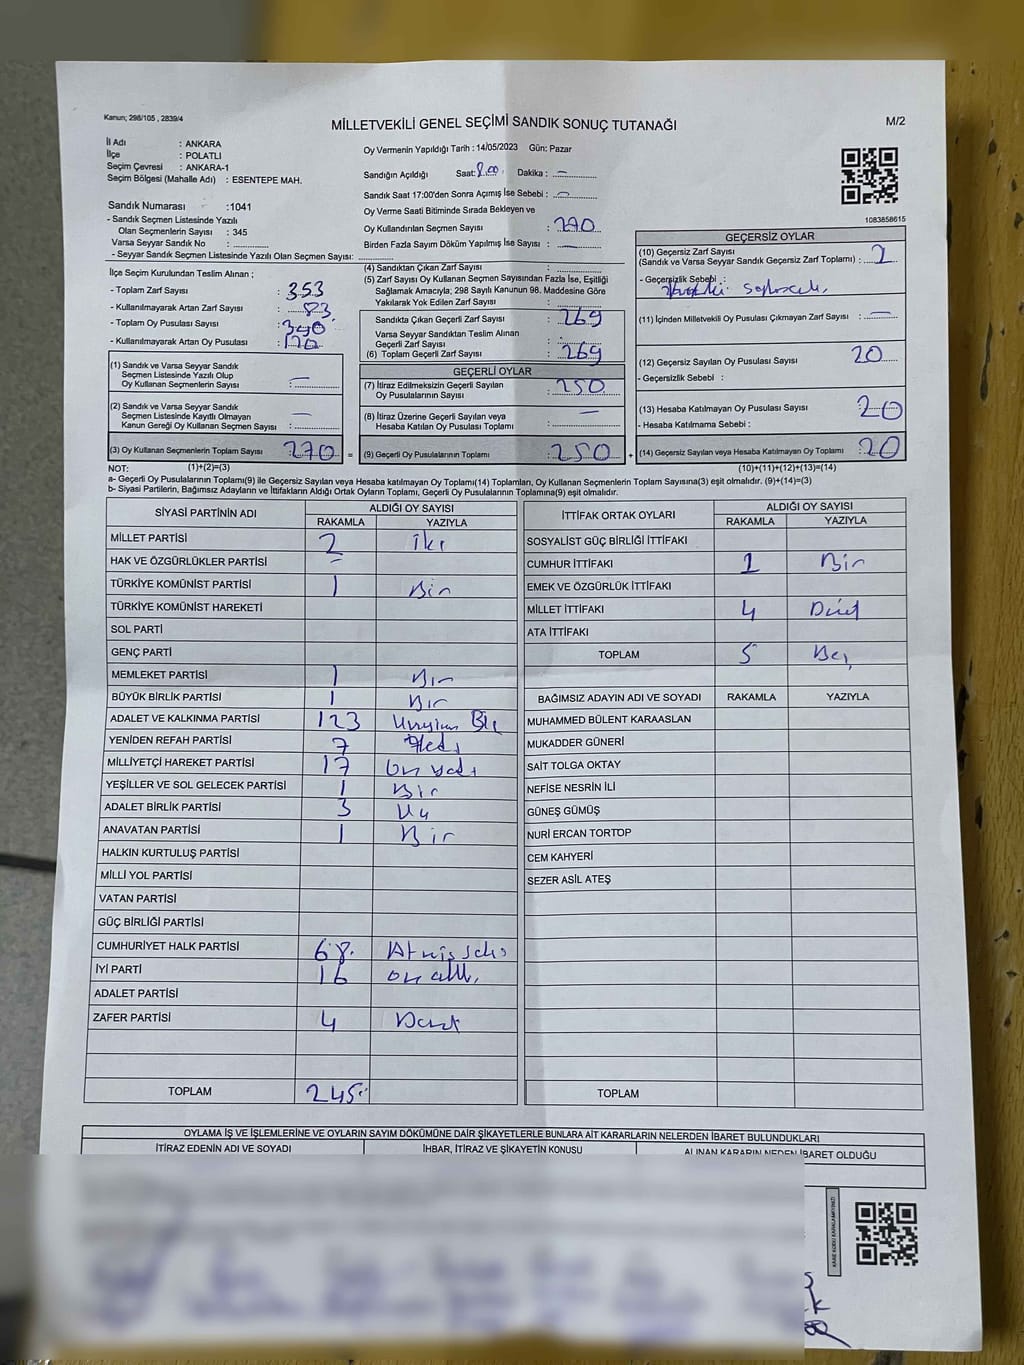 Kanun; 298/105 , 2839/4
MİLLETVEKİLİ GENEL SEÇİMİ SANDIK SONUÇ TUTANAĞI
M/2
İl Adı : ANKARA
İlçe : POLATLI
Seçim Çevresi : ANKARA-1
Seçim Bölgesi (Mahalle Adı) : ESENTEPE MAH.
Sandık Numarası :1041
- Sandık Seçmen Listesinde Yazılı
Olan Seçmenlerin Sayısı : 345
Varsa Seyyar Sandık No :
- Seyyar Sandık Seçmen Listesinde Yazılı Olan Seçmen Sayısı:
Oy Vermenin Yapıldığı Tarih : 14/05/2023 Gün: Pazar
Sandığın Açıldığı Saat: 8.00. Dakika : -
Sandık Saat 17:00'den Sonra Açılmış İse Sebebi : -
Oy Verme Saati Bitiminde Sırada Bekleyen ve
Oy Kullandırılan Seçmen Sayısı : 270
Birden Fazla Sayım Döküm Yapılmış İse Sayısı : -
1083858615
İlçe Seçim Kurulundan Teslim Alınan ;
- Toplam Zarf Sayısı : 353
- Kullanılmayarak Artan Zarf Sayısı : 83.
- Toplam Oy Pusulası Sayısı :
- Kullanılmayarak Artan Oy Pusulası :
(1) Sandık ve Varsa Seyyar Sandık
Seçmen Listesinde Yazılı Olup
Oy Kullanan Seçmenlerin Sayısı : -
(2) Sandık ve Varsa Seyyar Sandık
Seçmen Listesinde Kayıtlı Olmayan
Kanun Gereği Oy Kullanan Seçmen Sayısı : -
(3) Oy Kullanan Seçmenlerin Toplam Sayısı : 270 =
(4) Sandıktan Çıkan Zarf Sayısı :
(5) Zarf Sayısı Oy Kullanan Seçmen Sayısından Fazla İse, Eşitliği
Sağlamak Amacıyla; 298 Sayılı Kanunun 98. Maddesine Göre
Yakılarak Yok Edilen Zarf Sayısı :
Sandıkta Çıkan Geçerli Zarf Sayısı : 269
Varsa Seyyar Sandıktan Teslim Alınan
Geçerli Zarf Sayısı :
(6) Toplam Geçerli Zarf Sayısı : 269
GEÇERLİ OYLAR
(7) İtiraz Edilmeksizin Geçerli Sayılan
Oy Pusulalarının Sayısı : 250
(8) İtiraz Üzerine Geçerli Sayılan veya
Hesaba Katılan Oy Pusulası Toplamı : -
(9) Geçerli Oy Pusulalarının Toplamı : 250 +
GEÇERSİZ OYLAR
(10) Geçersiz Zarf Sayısı
(Sandık ve Varsa Seyyar Sandık Geçersiz Zarf Toplamı) : 1
- Geçersizlik Sebebi :
(11) İçinden Milletvekili Oy Pusulası Çıkmayan Zarf Sayısı : -
(12) Geçersiz Sayılan Oy Pusulası Sayısı : 20
- Geçersizlik Sebebi :
(13) Hesaba Katılmayan Oy Pusulası Sayısı : 20
- Hesaba Katılmama Sebebi :
(14) Geçersiz Sayılan veya Hesaba Katılmayan Oy Toplamı : 20
NOT: (1)+(2)=(3) (10)+(11)+(12)+(13)=(14)
a- Geçerli Oy Pusulalarının Toplamı(9) ile Geçersiz Sayılan veya Hesaba katılmayan Oy Toplamı(14) Toplamları, Oy Kullanan Seçmenlerin Toplam Sayısına(3) eşit olmalıdır. (9)+(14)=(3)
b- Siyasi Partilerin, Bağımsız Adayların ve İttifakların Aldığı Ortak Oyların Toplamı, Geçerli Oy Pusulalarının Toplamına(9) eşit olmalıdır.
SİYASİ PARTİNİN ADI ALDIĞI OY SAYISI
RAKAMLA YAZIYLA
MİLLET PARTİSİ 2 iki
HAK VE ÖZGÜRLÜKLER PARTİSİ -
TÜRKİYE KOMÜNİST PARTİSİ 1 Bir
TÜRKİYE KOMÜNİST HAREKETİ
SOL PARTİ
GENÇ PARTİ
MEMLEKET PARTİSİ 1 Bir
BÜYÜK BİRLİK PARTİSİ 1 Bir
ADALET VE KALKINMA PARTİSİ 123
YENİDEN REFAH PARTİSİ 7 Yedi
MİLLİYETÇİ HAREKET PARTİSİ 17 on yedi
YEŞİLLER VE SOL GELECEK PARTİSİ 1 Bir
ADALET BİRLİK PARTİSİ 3 Üç
ANAVATAN PARTİSİ 1 Bir
HALKIN KURTULUŞ PARTİSİ
MİLLİ YOL PARTİSİ
VATAN PARTİSİ
GÜÇ BİRLİĞİ PARTİSİ
CUMHURİYET HALK PARTİSİ 68. Atmış sekiz
İYİ PARTİ 16 on altı
ADALET PARTİSİ
ZAFER PARTİSİ 4 Dört
TOPLAM 245
İTTİFAK ORTAK OYLARI ALDIĞI OY SAYISI
RAKAMLA YAZIYLA
SOSYALİST GÜÇ BİRLİĞİ İTTİFAKI
CUMHUR İTTİFAKI 1 Bir
EMEK VE ÖZGÜRLÜK İTTİFAKI
MİLLET İTTİFAKI 4 Dört
ATA İTTİFAKI
TOPLAM 5 Beş
BAĞIMSIZ ADAYIN ADI VE SOYADI RAKAMLA YAZIYLA
MUHAMMED BÜLENT KARAASLAN
MUKADDER GÜNERİ
SAİT TOLGA OKTAY
NEFİSE NESRİN İLİ
GÜNEŞ GÜMÜŞ
NURİ ERCAN TORTOP
CEM KAHYERİ
SEZER ASİL ATEŞ
TOPLAM
OYLAMA İŞ VE İŞLEMLERİNE VE OYLARIN SAYIM DÖKÜMÜNE DAİR ŞİKAYETLERLE BUNLARA AİT KARARLARIN NELERDEN İBARET BULUNDUKLARI
İTİRAZ EDENİN ADI VE SOYADI İHBAR, İTİRAZ VE ŞİKAYETİN KONUSU ALINAN KARARIN NEDEN İBARET OLDUĞU